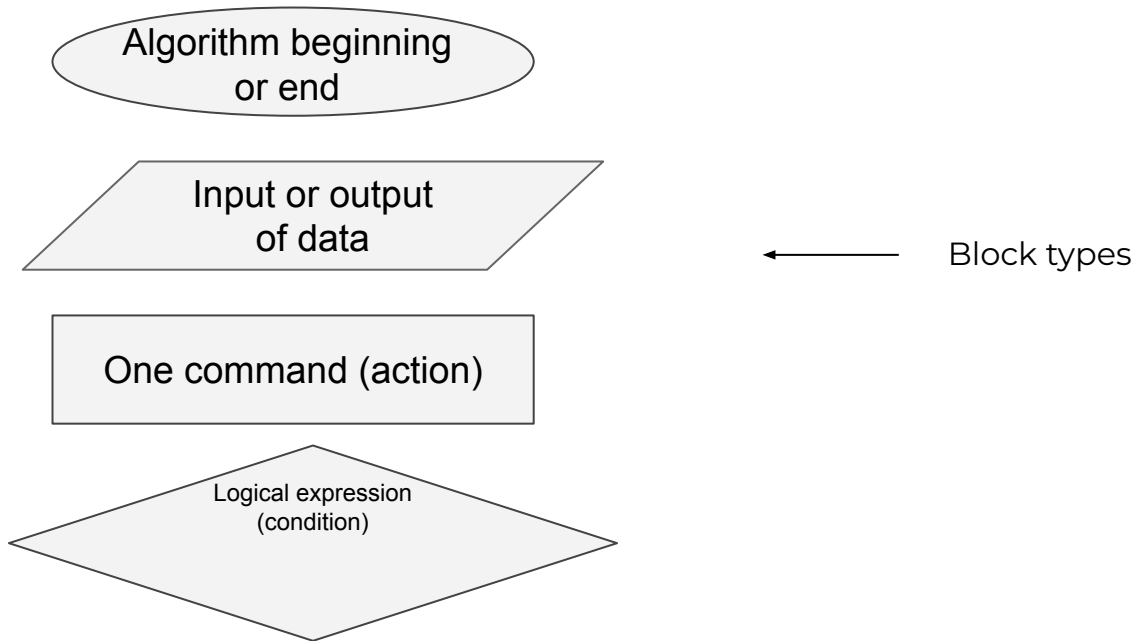 Algorithm beginning
or end
Input or output
of data
Block types
One command (action)
Logical expression
(condition)